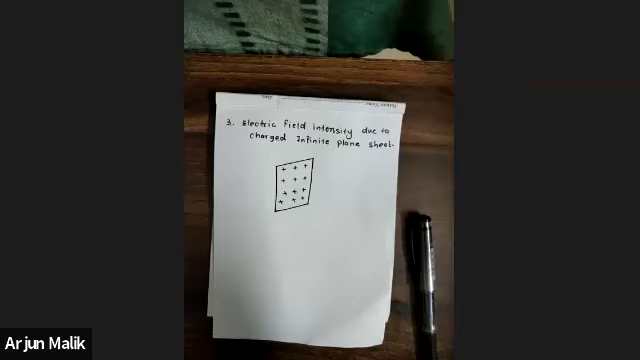 3. Electric field intensity due to
charged Infinite plane sheet-
Arjun Malik